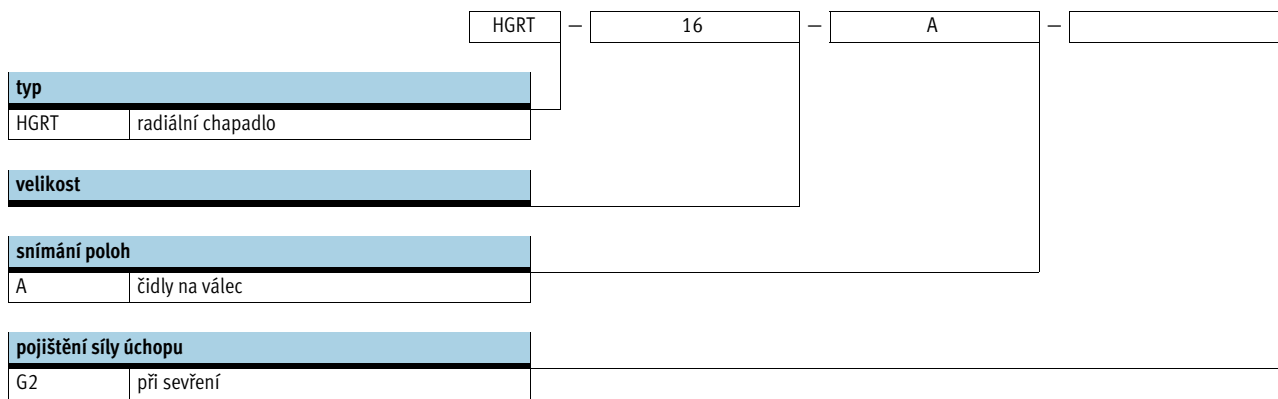 HGRT – 16 – A –
typ
HGRT radiální chapadlo
velikost
snímání poloh
A čidly na válec
pojištění síly úchopu
G2 při sevření